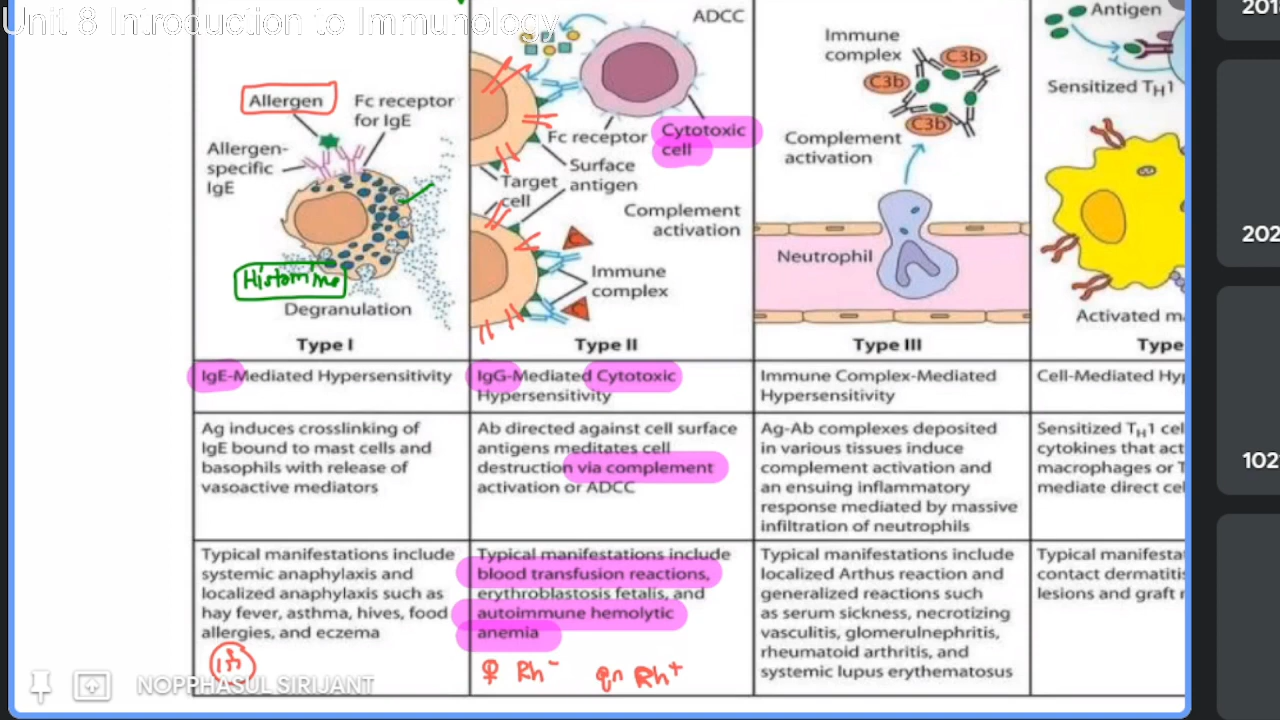 Unit 8 Introduction to Immunology
Allergen
Fc receptor
for IgE
Allergen-
specific
IgE
Histamine
Degranulation
Type I
ADCC
Fc receptor
Cytotoxic
cell
Surface
antigen
Target
cell
Complement
activation
Immune
complex
Type II
Immune
complex
C3b
C3b
C3b
Complement
activation
Neutrophil
Type III
Antigen
Sensitized TH1
Activated m
Type
IgE-Mediated Hypersensitivity
IgG-Mediated Cytotoxic
Hypersensitivity
Immune Complex-Mediated
Hypersensitivity
Cell-Mediated Hyp
Ag induces crosslinking of
IgE bound to mast cells and
basophils with release of
vasoactive mediators
Ab directed against cell surface
antigens meditates cell
destruction via complement
activation or ADCC
Ag-Ab complexes deposited
in various tissues induce
complement activation and
an ensuing inflammatory
response mediated by massive
infiltration of neutrophils
Sensitized TH1 cel
cytokines that act
macrophages or T
mediate direct cel
Typical manifestations include
systemic anaphylaxis and
localized anaphylaxis such as
hay fever, asthma, hives, food
allergies, and eczema
Typical manifestations include
blood transfusion reactions,
erythroblastosis fetalis, and
autoimmune hemolytic
anemia
♀ Rh- ลูก Rh+
Typical manifestations include
localized Arthus reaction and
generalized reactions such
as serum sickness, necrotizing
vasculitis, glomerulnephritis,
rheumatoid arthritis, and
systemic lupus erythematosus
Typical manifesta
contact dermatitis
lesions and graft r
NOPPHASUL SIRIJANT
201
202
102